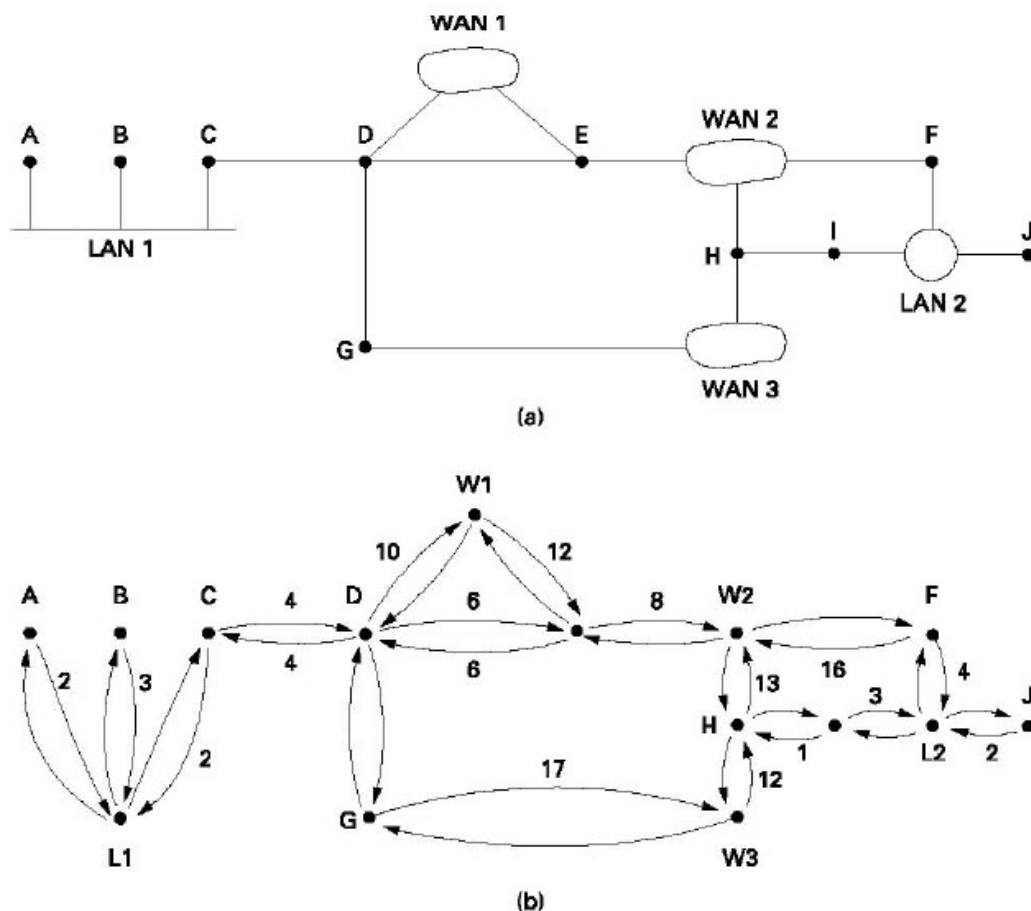 WAN 1
A B C D E WAN 2 F
LAN 1 H I J
LAN 2
G
WAN 3
(a)
W1
10 12
A B C D W2 F
4 6 8
4 6 16
2 3 13 3 4 J
2 H 1 L2 2
17 12
G
L1 W3
(b)